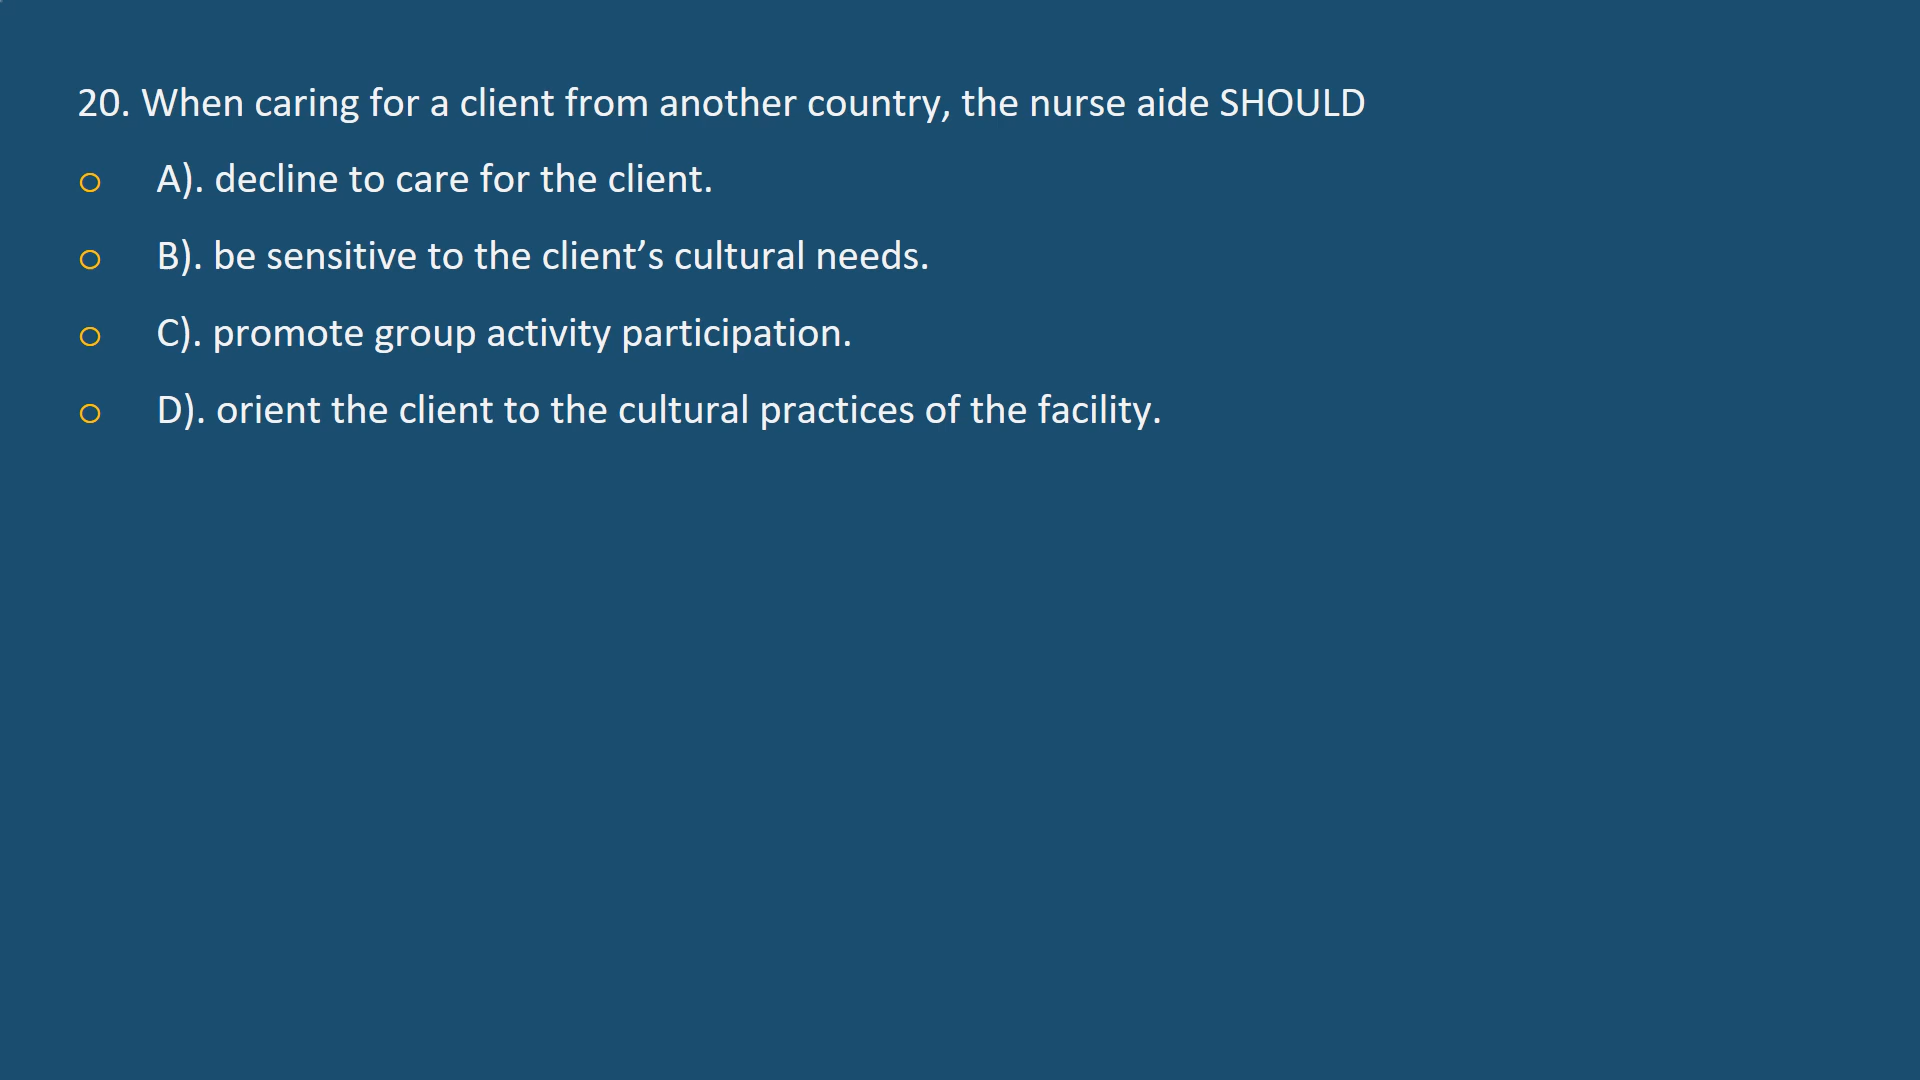 20. When caring for a client from another country, the nurse aide SHOULD
A). decline to care for the client.
B). be sensitive to the client’s cultural needs.
C). promote group activity participation.
D). orient the client to the cultural practices of the facility.